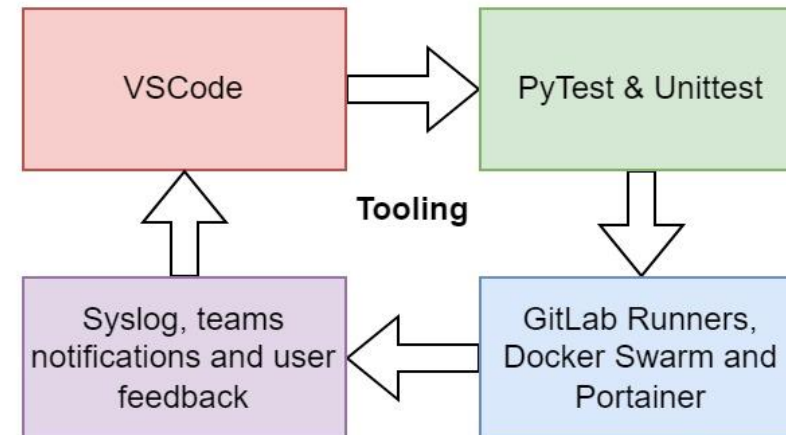 VSCode
PyTest & Unittest
Tooling
Syslog, teams
notifications and user
feedback
GitLab Runners,
Docker Swarm and
Portainer